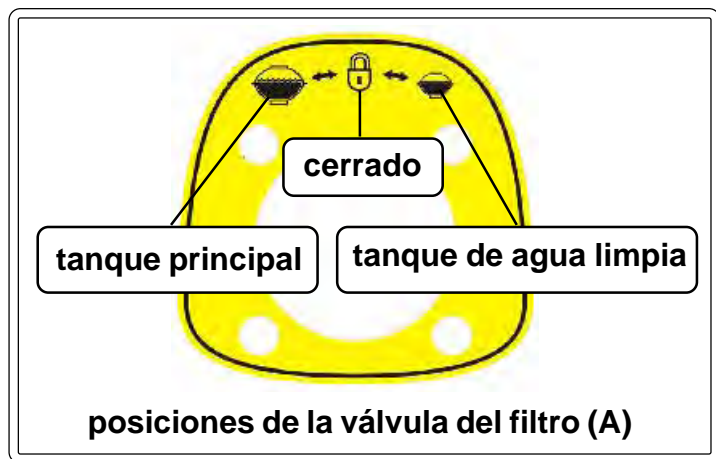 cerrado
tanque principal
tanque de agua limpia
posiciones de la válvula del filtro (A)